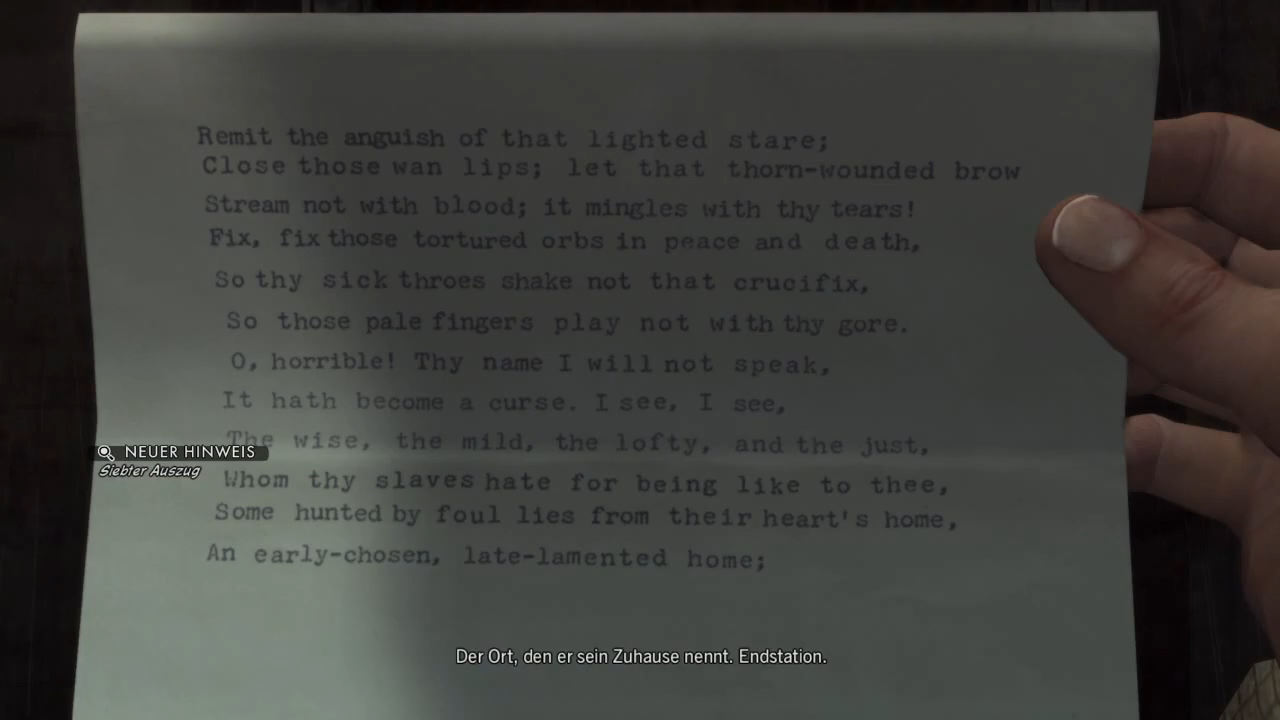 Remit the anguish of that lighted stare;
Close those wan lips; let that thorn-wounded brow
Stream not with blood; it mingles with thy tears!
Fix, fix those tortured orbs in peace and death,
So thy sick throes shake not that crucifix,
So those pale fingers play not with thy gore.
O, horrible! Thy name I will not speak,
It hath become a curse. I see, I see,
The wise, the mild, the lofty, and the just,
NEUER HINWEIS
Siebter Auszug
Whom thy slaves hate for being like to thee,
Some hunted by foul lies from their heart's home,
An early-chosen, late-lamented home;
Der Ort, den er sein Zuhause nennt. Endstation.